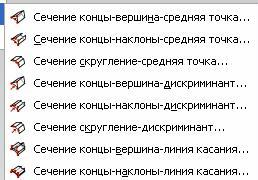 Сечение концы-вершина-средняя точка...
Сечение концы-наклоны-средняя точка...
Сечение скругление-средняя точка...
Сечение концы-вершина-дискриминант...
Сечение концы-наклоны-дискриминант...
Сечение скругление-дискриминант...
Сечение концы-вершина-линия касания...
Сечение концы-наклоны-линия касания...